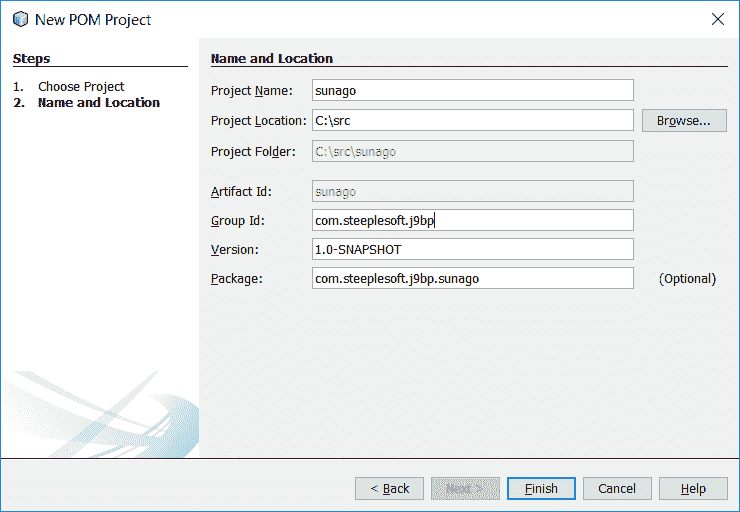 New POM Project
Steps
1. Choose Project
2. Name and Location
Name and Location
Project Name: sunago
Project Location: C:\src Browse...
Project Folder: C:\src\sunago
Artifact Id: sunago
Group Id: com.steeplesoft.j9bp
Version: 1.0-SNAPSHOT
Package: com.steeplesoft.j9bp.sunago (Optional)
< Back Next > Finish Cancel Help